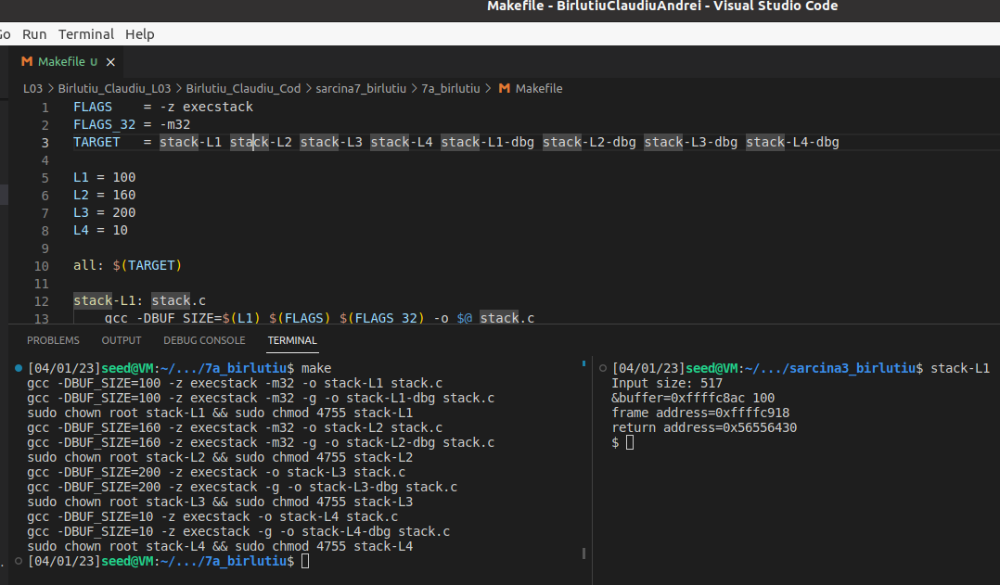 Makefile - BirlutiuClaudiuAndrei - Visual Studio Code
Go Run Terminal Help
Makefile U ×
L03 > Birlutiu_Claudiu_L03 > Birlutiu_Claudiu_Cod > sarcina7_birlutiu > 7a_birlutiu > Makefile
1 FLAGS    = -z execstack
2 FLAGS_32 = -m32
3 TARGET   = stack-L1 stack-L2 stack-L3 stack-L4 stack-L1-dbg stack-L2-dbg stack-L3-dbg stack-L4-dbg
4
5 L1 = 100
6 L2 = 160
7 L3 = 200
8 L4 = 10
9
10 all: $(TARGET)
11
12 stack-L1: stack.c
13     gcc -DBUF_SIZE=$(L1) $(FLAGS) $(FLAGS_32) -o $@ stack.c
PROBLEMS OUTPUT DEBUG CONSOLE TERMINAL
[04/01/23]seed@VM:~/.../7a_birlutiu$ make
gcc -DBUF_SIZE=100 -z execstack -m32 -o stack-L1 stack.c
gcc -DBUF_SIZE=100 -z execstack -m32 -g -o stack-L1-dbg stack.c
sudo chown root stack-L1 && sudo chmod 4755 stack-L1
gcc -DBUF_SIZE=160 -z execstack -m32 -o stack-L2 stack.c
gcc -DBUF_SIZE=160 -z execstack -m32 -g -o stack-L2-dbg stack.c
sudo chown root stack-L2 && sudo chmod 4755 stack-L2
gcc -DBUF_SIZE=200 -z execstack -o stack-L3 stack.c
gcc -DBUF_SIZE=200 -z execstack -g -o stack-L3-dbg stack.c
sudo chown root stack-L3 && sudo chmod 4755 stack-L3
gcc -DBUF_SIZE=10 -z execstack -o stack-L4 stack.c
gcc -DBUF_SIZE=10 -z execstack -g -o stack-L4-dbg stack.c
sudo chown root stack-L4 && sudo chmod 4755 stack-L4
[04/01/23]seed@VM:~/.../7a_birlutiu$
[04/01/23]seed@VM:~/.../sarcina3_birlutiu$ stack-L1
Input size: 517
&buffer=0xffffc8ac 100
frame address=0xffffc918
return address=0x56556430
$